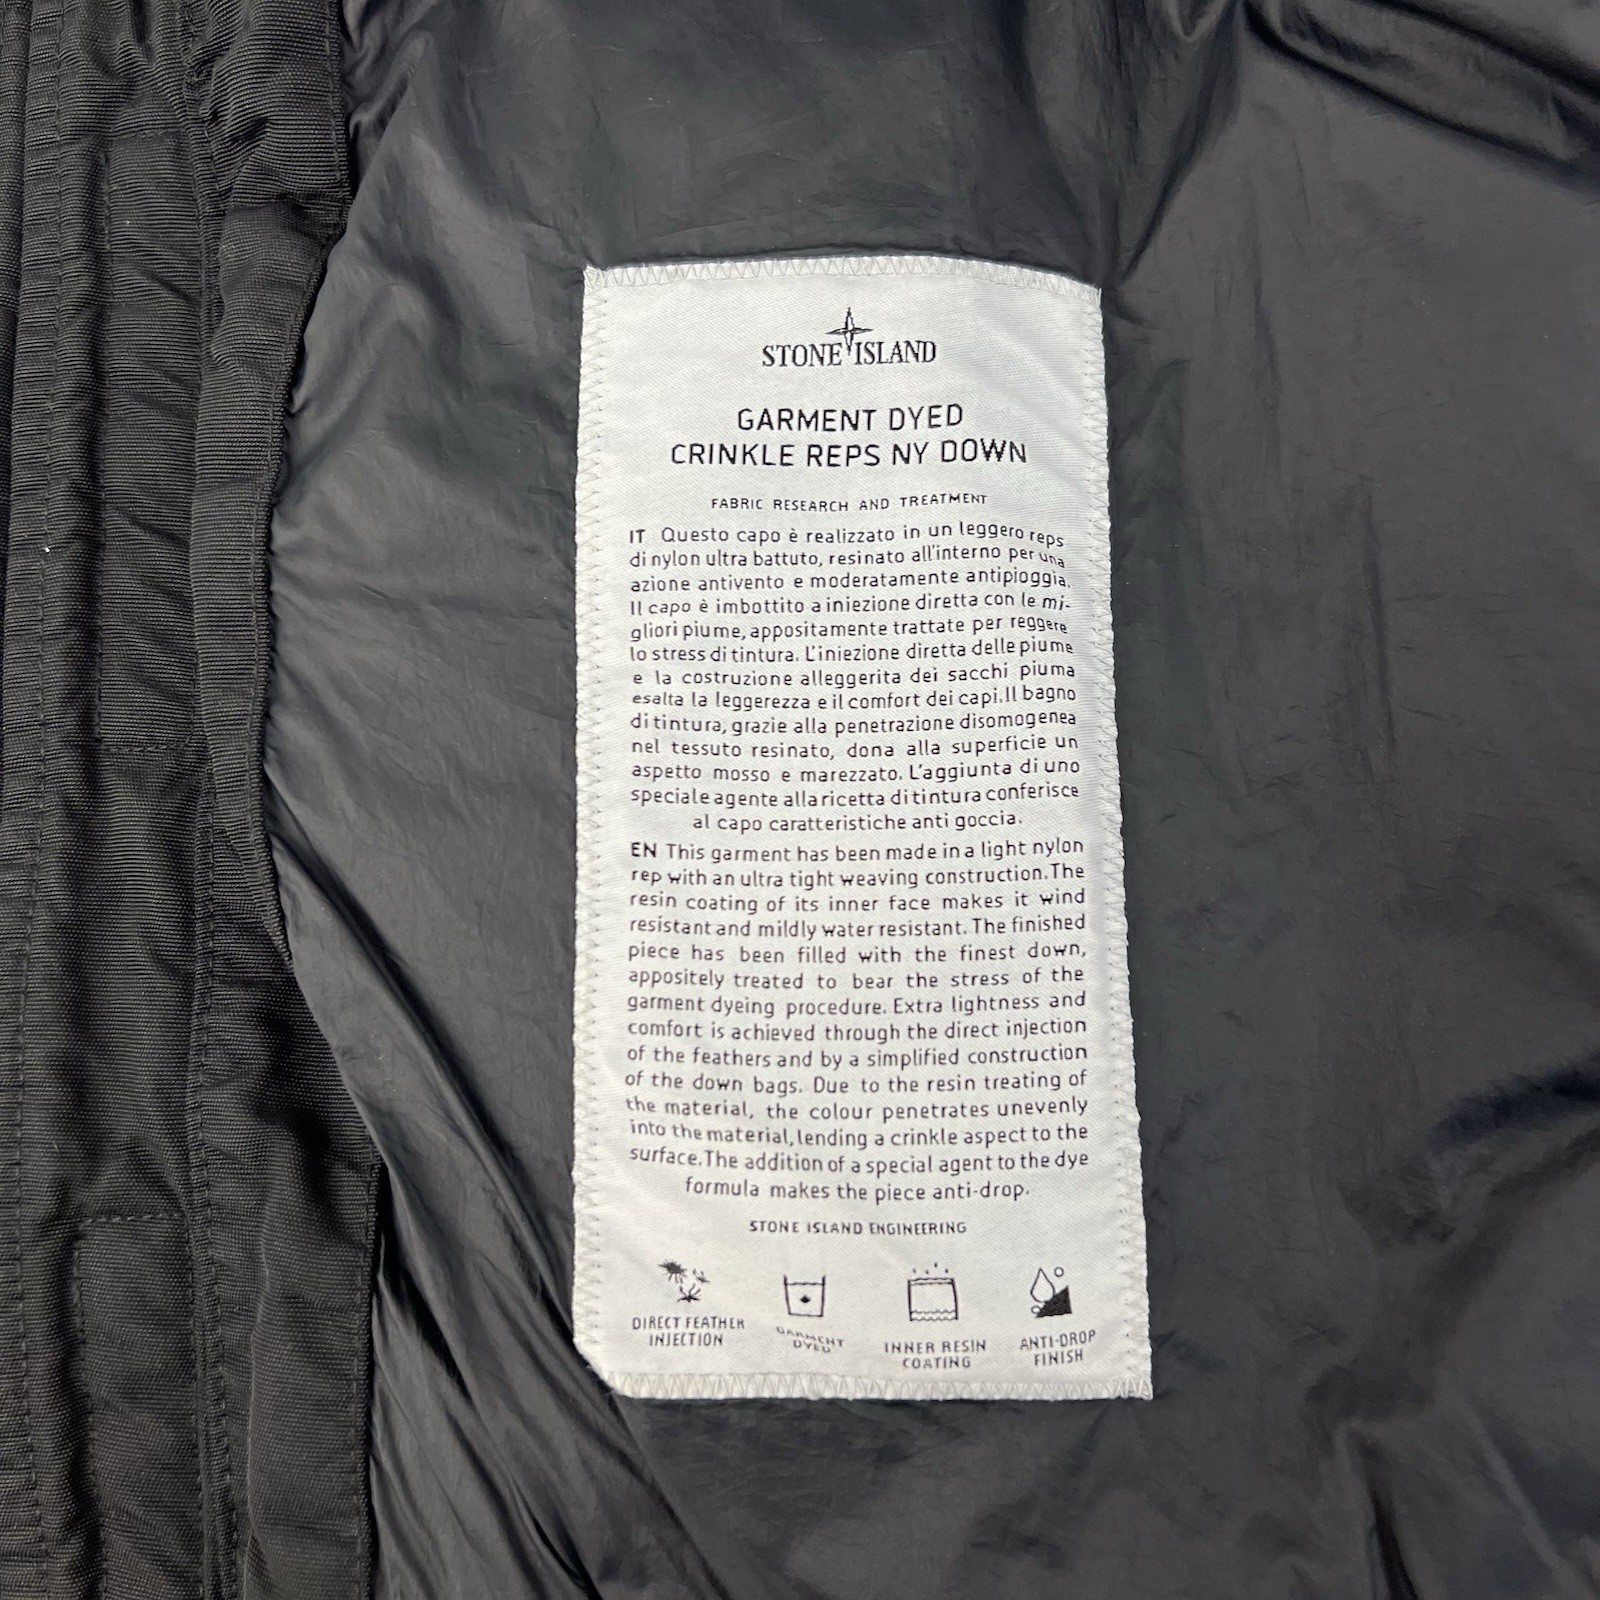 STONE ISLAND
GARMENT DYED
CRINKLE REPS NY DOWN
FABRIC RESEARCH AND TREATMENT
IT Questo capo è realizzato in un leggero reps
di nylon ultra battuto, resinato all'interno per una
azione antivento e moderatamente antipioggia.
Il capo è imbottito a iniezione diretta con le mi-
gliori piume, appositamente trattate per reggere
lo stress di tintura. L'iniezione diretta delle piume
e la costruzione alleggerita dei sacchi piuma
esalta la leggerezza e il comfort dei capi. Il bagno
di tintura, grazie alla penetrazione disomogenea
nel tessuto resinato, dona alla superficie un
aspetto mosso e marezzato. L'aggiunta di uno
speciale agente alla ricetta di tintura conferisce
al capo caratteristiche anti goccia.
EN This garment has been made in a light nylon
rep with an ultra tight weaving construction. The
resin coating of its inner face makes it wind
resistant and mildly water resistant. The finished
piece has been filled with the finest down,
appositely treated to bear the stress of the
garment dyeing procedure. Extra lightness and
comfort is achieved through the direct injection
of the feathers and by a simplified construction
of the down bags. Due to the resin treating of
the material, the colour penetrates unevenly
into the material, lending a crinkle aspect to the
surface. The addition of a special agent to the dye
formula makes the piece anti-drop.
STONE ISLAND ENGINEERING
DIRECT FEATHER
INJECTION
GARMENT
DYED
INNER RESIN
COATING
ANTI-DROP
FINISH